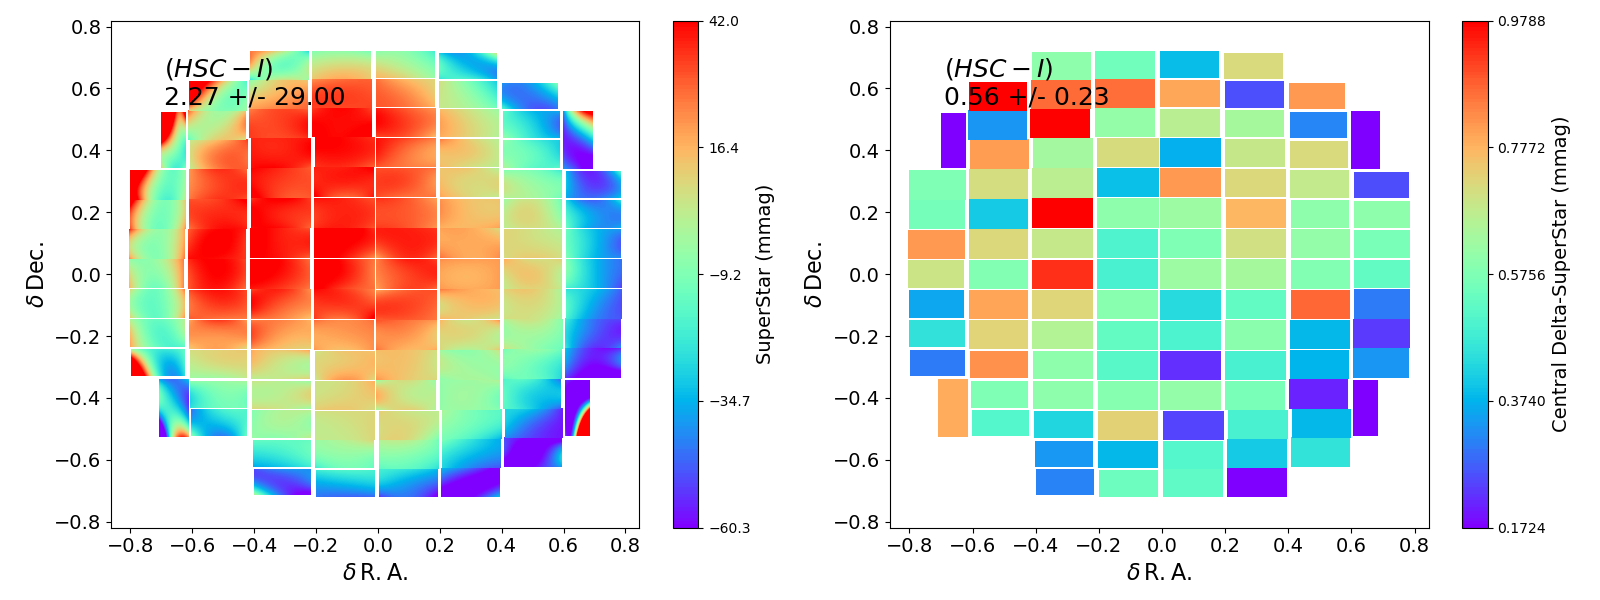 (HSC − I)
2.27 +/- 29.00
0.8
0.6
0.4
0.2
0.0
−0.2
−0.4
−0.6
−0.8
δ Dec.
−0.8 −0.6 −0.4 −0.2 0.0 0.2 0.4 0.6 0.8
δ R. A.
42.0
16.4
−9.2
−34.7
−60.3
SuperStar (mmag)
(HSC − I)
0.56 +/- 0.23
0.8
0.6
0.4
0.2
0.0
−0.2
−0.4
−0.6
−0.8
δ Dec.
−0.8 −0.6 −0.4 −0.2 0.0 0.2 0.4 0.6 0.8
δ R. A.
0.9788
0.7772
0.5756
0.3740
0.1724
Central Delta-SuperStar (mmag)